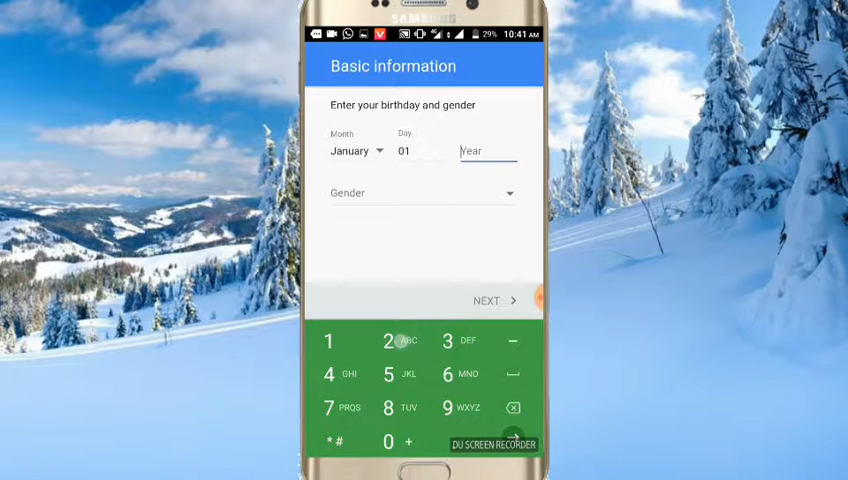 SAMSUNG
29% 10:41 AM
Basic information
Enter your birthday and gender
Month Day
January 01 Year
Gender
NEXT
1 2 ABC 3 DEF –
4 GHI 5 JKL 6 MNO
7 PRQS 8 TUV 9 WXYZ
* # 0 +
DU SCREEN RECORDER